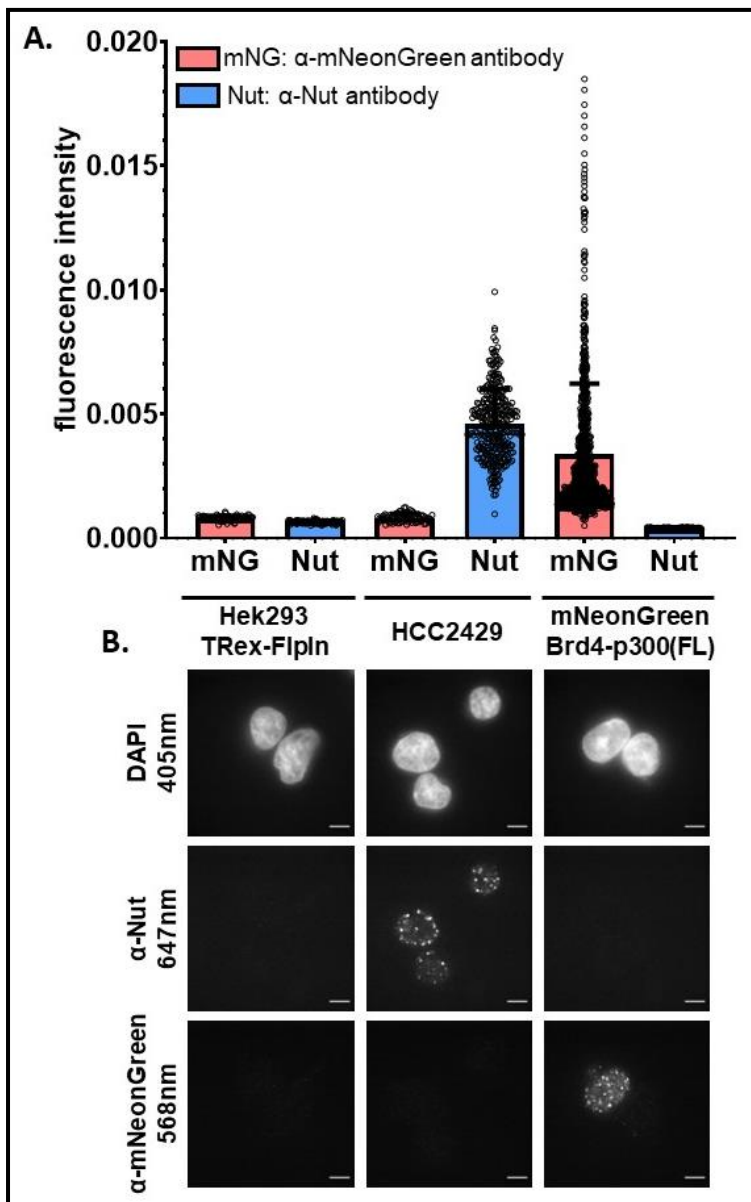 A.
0.020
0.015
0.010
0.005
0.000
fluorescence intensity
mNG: α-mNeonGreen antibody
Nut: α-Nut antibody
mNG Nut mNG Nut mNG Nut
Hek293
TRex-FlpIn
HCC2429
mNeonGreen
Brd4-p300(FL)
B.
DAPI
405nm
α-Nut
647nm
α-mNeonGreen
568nm